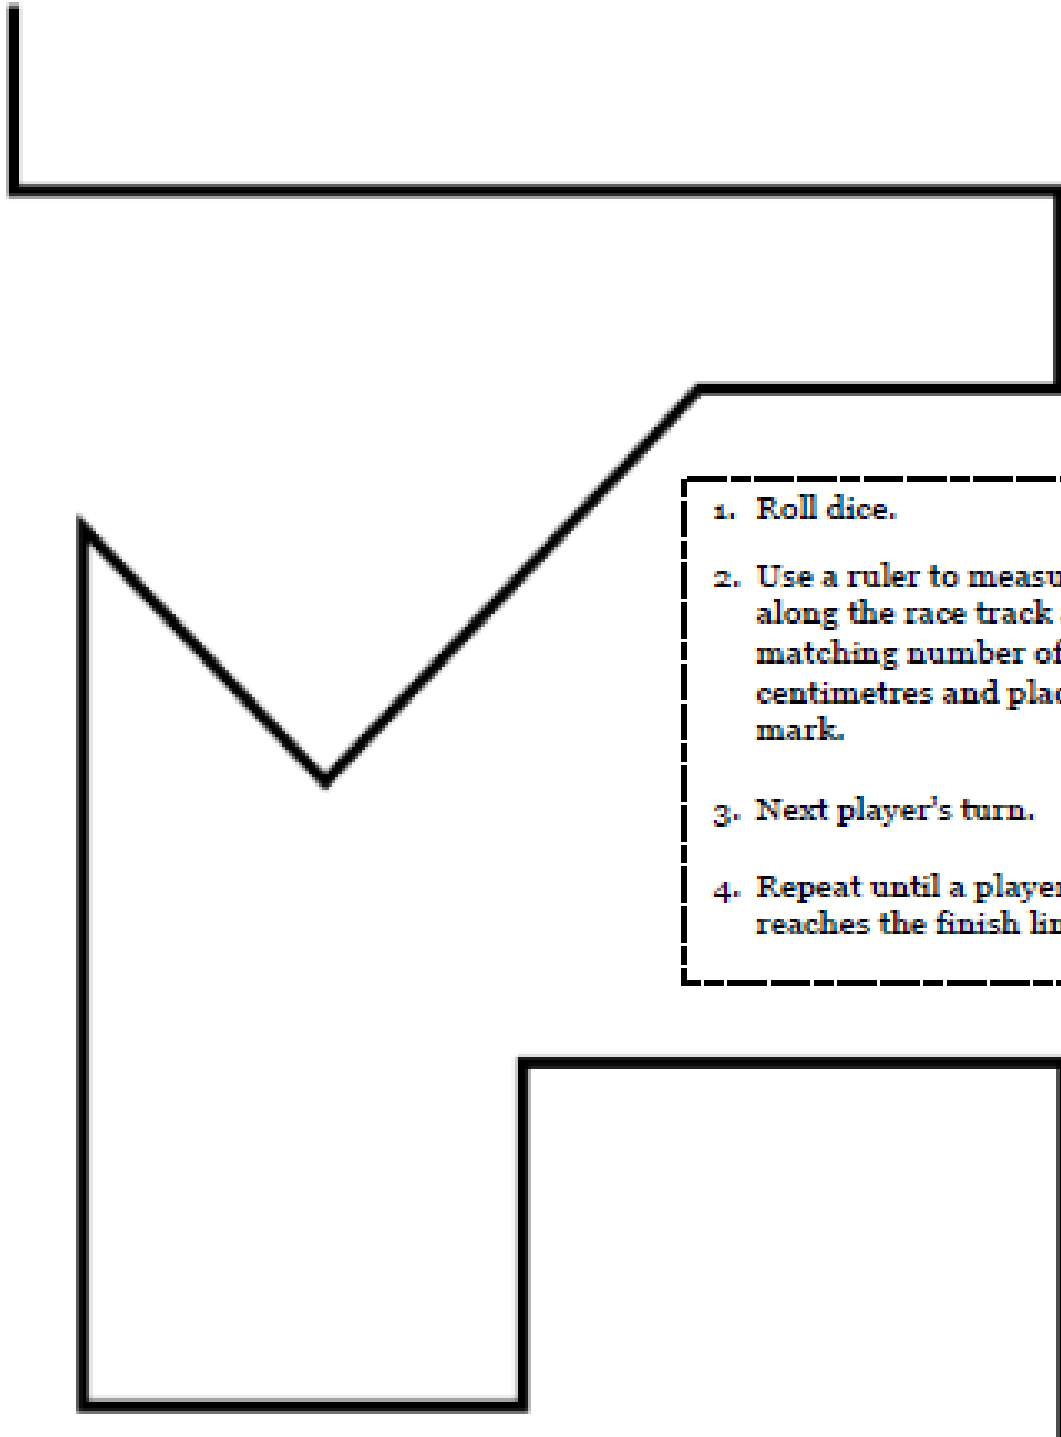 1. Roll dice.
2. Use a ruler to measu
along the race track
matching number of
centimetres and plac
mark.
3. Next player's turn.
4. Repeat until a player
reaches the finish lin